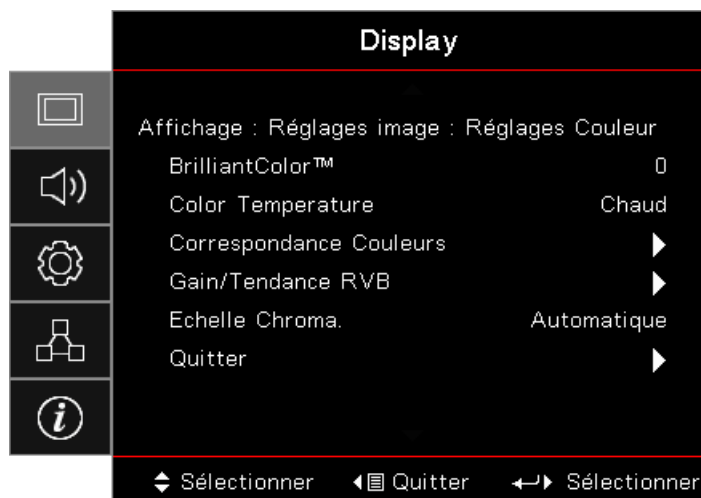 Display
Affichage : Réglages image : Réglages Couleur
BrilliantColor™ 0
Color Temperature Chaud
Correspondance Couleurs
Gain/Tendance RVB
Echelle Chroma. Automatique
Quitter
Sélectionner Quitter Sélectionner